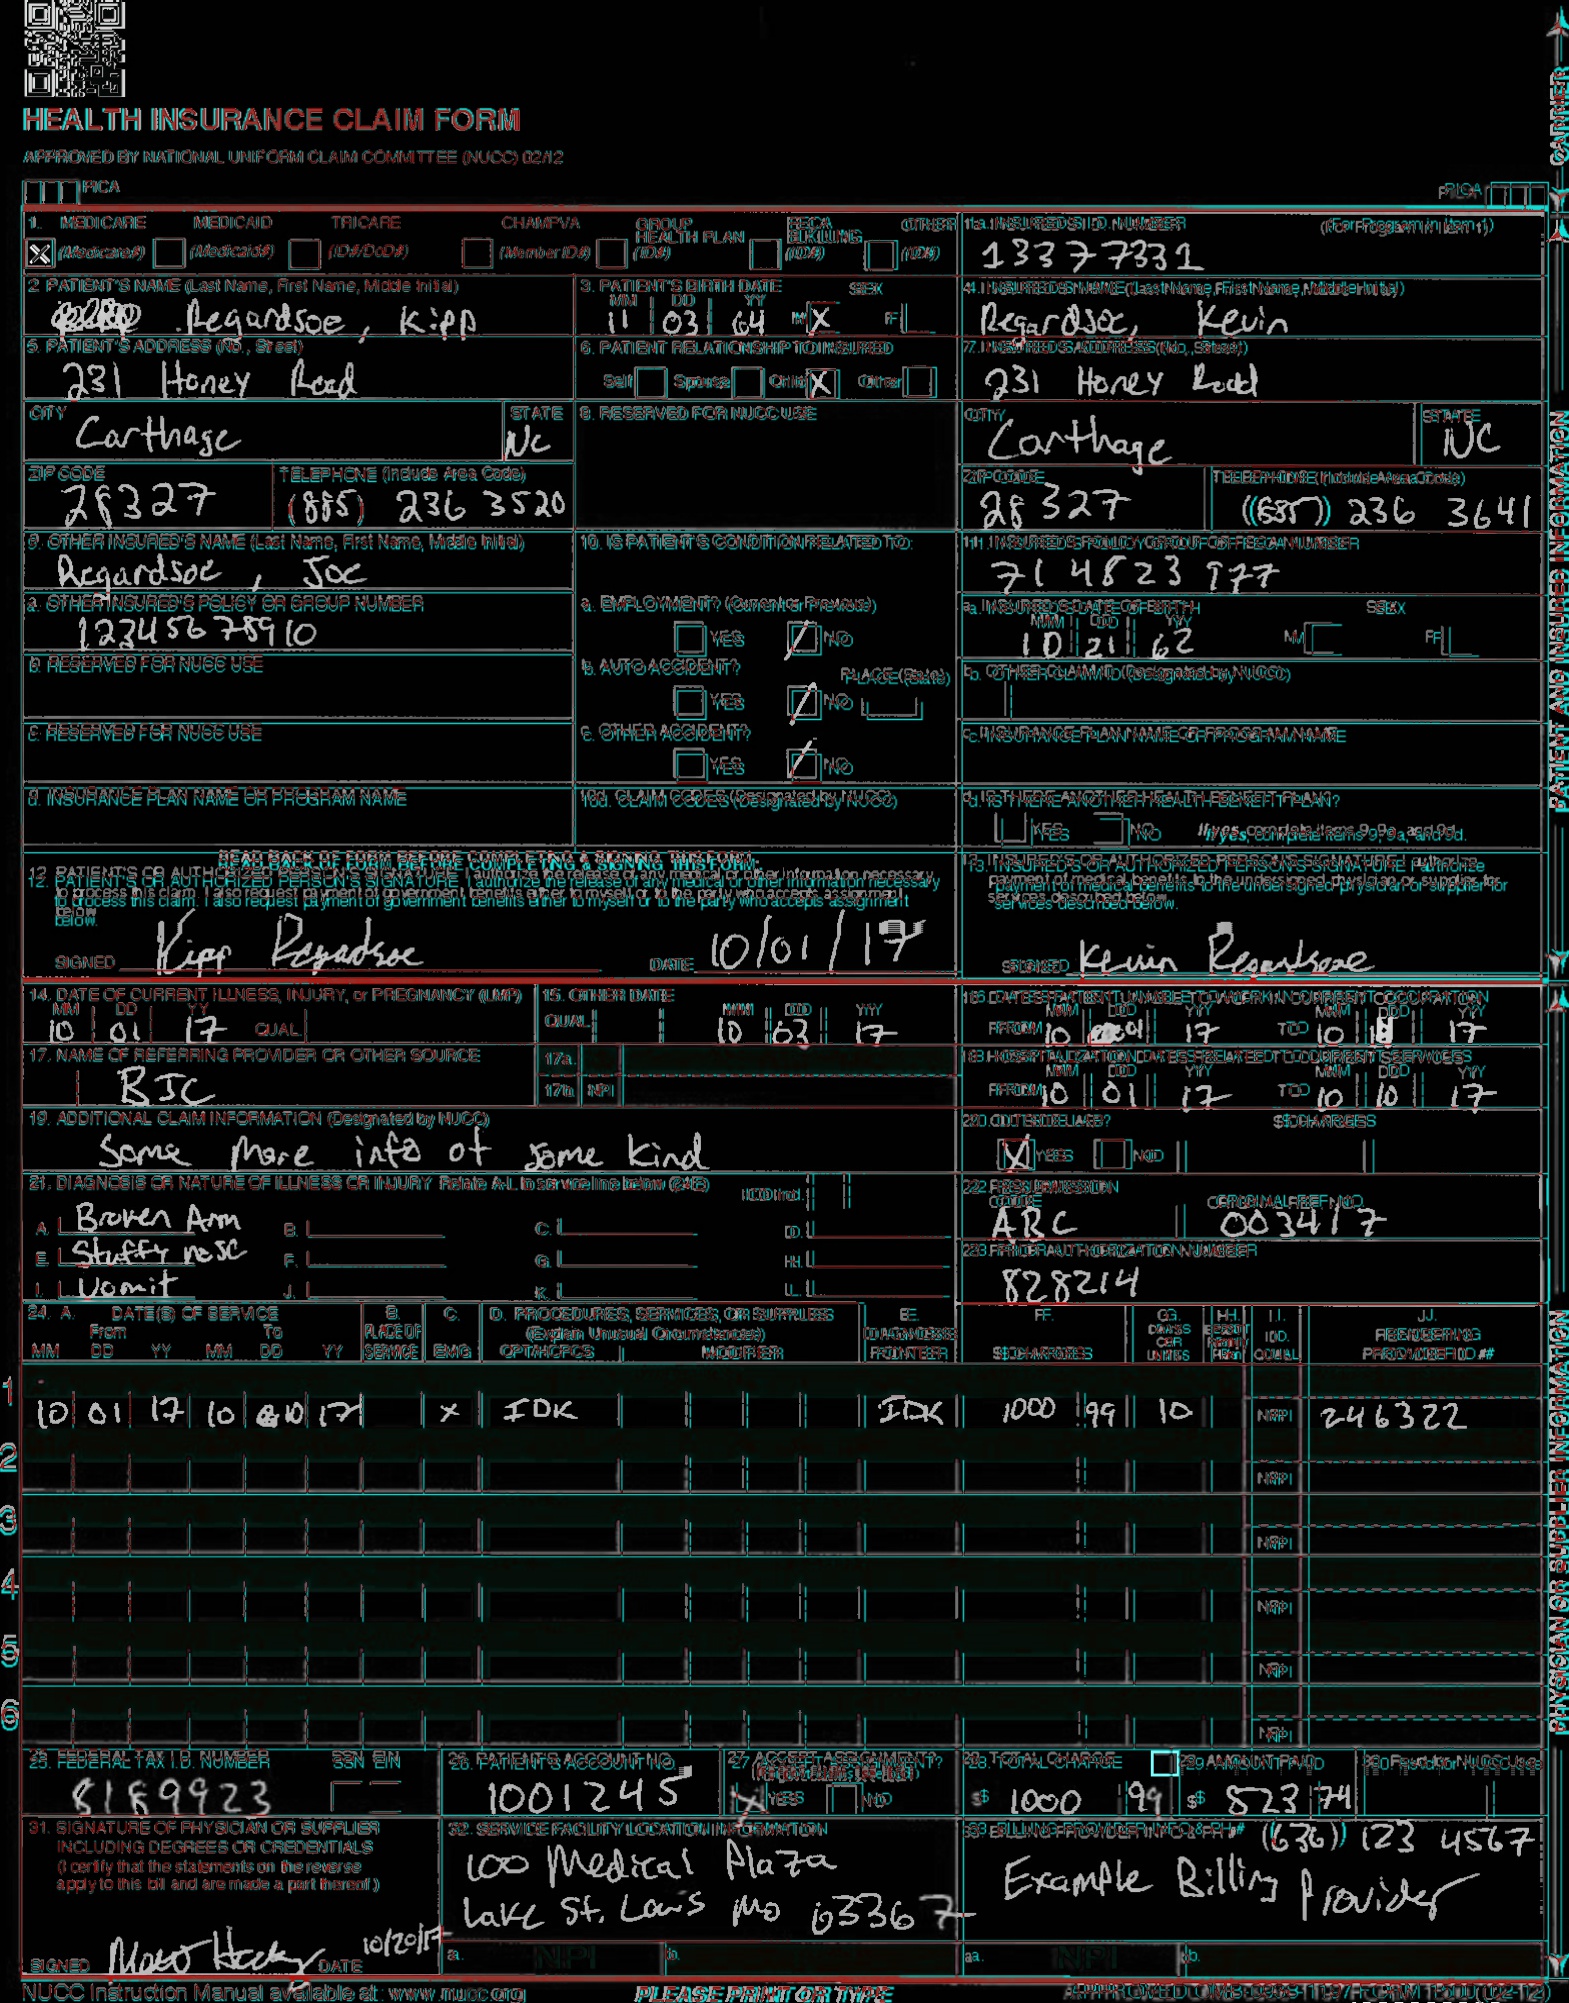 HEALTH INSURANCE CLAIM FORM
APPROVED BY NATIONAL UNIFORM CLAIM COMMITTEE (NUCC) 02/12
PICA PICA
1. MEDICARE MEDICAID TRICARE CHAMPVA GROUP HEALTH PLAN FECA BLK LUNG OTHER
(Medicare#) (Medicaid#) (ID#/DoD#) (Member ID#) (ID#) (ID#) (ID#)
1a. INSURED'S I.D. NUMBER (For Program in Item 1)
13377331
2. PATIENT'S NAME (Last Name, First Name, Middle Initial)
Regardsoe, Kipp
3. PATIENT'S BIRTH DATE SEX
MM DD YY
11 03 64 M X F
4. INSURED'S NAME (Last Name, First Name, Middle Initial)
Regardsoe, Kevin
5. PATIENT'S ADDRESS (No., Street)
231 Honey Road
6. PATIENT RELATIONSHIP TO INSURED
Self Spouse Child X Other
7. INSURED'S ADDRESS (No., Street)
231 Honey Road
CITY STATE
Carthage NC
8. RESERVED FOR NUCC USE
CITY STATE
Carthage NC
ZIP CODE TELEPHONE (Include Area Code)
28327 (885) 236 3520
ZIP CODE TELEPHONE (Include Area Code)
28327 236 3641
9. OTHER INSURED'S NAME (Last Name, First Name, Middle Initial)
Regardsoe, Joe
10. IS PATIENT'S CONDITION RELATED TO:
11. INSURED'S POLICY GROUP OR FECA NUMBER
71 4823 977
a. OTHER INSURED'S POLICY OR GROUP NUMBER
12345678910
a. EMPLOYMENT? (Current or Previous)
YES NO
a. INSURED'S DATE OF BIRTH SEX
MM DD YY
10 21 62 M F
b. RESERVED FOR NUCC USE
b. AUTO ACCIDENT? PLACE (State)
YES NO
b. OTHER CLAIM ID (Designated by NUCC)
c. RESERVED FOR NUCC USE
c. OTHER ACCIDENT?
YES NO
c. INSURANCE PLAN NAME OR PROGRAM NAME
d. INSURANCE PLAN NAME OR PROGRAM NAME
10d. CLAIM CODES (Designated by NUCC)
d. IS THERE ANOTHER HEALTH BENEFIT PLAN?
YES NO If yes, complete items 9, 9a, and 9d.
READ BACK OF FORM BEFORE COMPLETING & SIGNING THIS FORM.
12. PATIENT'S OR AUTHORIZED PERSON'S SIGNATURE I authorize the release of any medical or other information necessary
to process this claim. I also request payment of government benefits either to myself or to the party who accepts assignment
below.
SIGNED Kipp Regardsoe DATE 10/01/17
13. INSURED'S OR AUTHORIZED PERSON'S SIGNATURE I authorize
payment of medical benefits to the undersigned physician or supplier for
services described below.
SIGNED Kevin Regardsoe
14. DATE OF CURRENT ILLNESS, INJURY, or PREGNANCY (LMP)
MM DD YY
10 01 17 QUAL.
15. OTHER DATE
QUAL. MM DD YY
10 03 17
16. DATES PATIENT UNABLE TO WORK IN CURRENT OCCUPATION
MM DD YY MM DD YY
FROM 10 01 17 TO 10 17
17. NAME OF REFERRING PROVIDER OR OTHER SOURCE
BJC
17a.
17b. NPI
18. HOSPITALIZATION DATES RELATED TO CURRENT SERVICES
MM DD YY MM DD YY
FROM 10 01 17 TO 10 10 17
19. ADDITIONAL CLAIM INFORMATION (Designated by NUCC)
Some more info of some kind
20. OUTSIDE LAB? $ CHARGES
X YES NO
21. DIAGNOSIS OR NATURE OF ILLNESS OR INJURY Relate A-L to service line below (24E) ICD Ind.
A. Broken Arm B. C. D.
E. Stuffy nose F. G. H.
I. Vomit J. K. L.
22. RESUBMISSION CODE ORIGINAL REF. NO.
ABC 003417
23. PRIOR AUTHORIZATION NUMBER
828214
24. A. DATE(S) OF SERVICE B. C. D. PROCEDURES, SERVICES, OR SUPPLIES E. F. G. H. I. J.
From To PLACE OF (Explain Unusual Circumstances) DIAGNOSIS DAYS OR EPSDT Family ID. RENDERING
MM DD YY MM DD YY SERVICE EMG CPT/HCPCS MODIFIER POINTER $ CHARGES UNITS Plan QUAL. PROVIDER ID. #
1
10 01 17 10 10 17 X IDK IDK 1000 99 10 NPI 246322
2
NPI
3
NPI
4
NPI
5
NPI
6
NPI
25. FEDERAL TAX I.D. NUMBER SSN EIN
8189923
26. PATIENT'S ACCOUNT NO.
1001245
27. ACCEPT ASSIGNMENT?
X YES NO
28. TOTAL CHARGE
$ 1000 99
29. AMOUNT PAID
$ 823 74
30. Rsvd for NUCC Use
31. SIGNATURE OF PHYSICIAN OR SUPPLIER
INCLUDING DEGREES OR CREDENTIALS
(I certify that the statements on the reverse
apply to this bill and are made a part thereof.)
SIGNED DATE 10/20/17
32. SERVICE FACILITY LOCATION INFORMATION
100 Medical Plaza
Lake St. Louis Mo 63367
a. NPI b.
33. BILLING PROVIDER INFO & PH # (636) 123 4567
Example Billing Provider
a. NPI b.
NUCC Instruction Manual available at: www.nucc.org
PLEASE PRINT OR TYPE
APPROVED OMB-0938-1197 FORM 1500 (02-12)
CARRIER
PATIENT AND INSURED INFORMATION
PHYSICIAN OR SUPPLIER INFORMATION